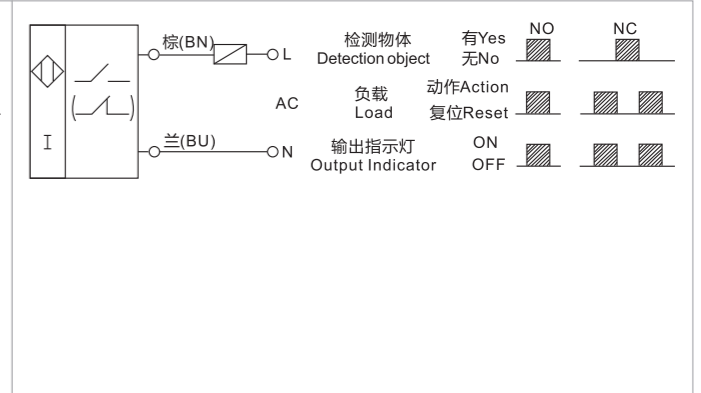 棕(BN)
L
I
AC
兰(BU)
N
NO NC
检测物体 有Yes
Detection object 无No
负载 动作Action
Load 复位Reset
输出指示灯 ON
Output Indicator OFF